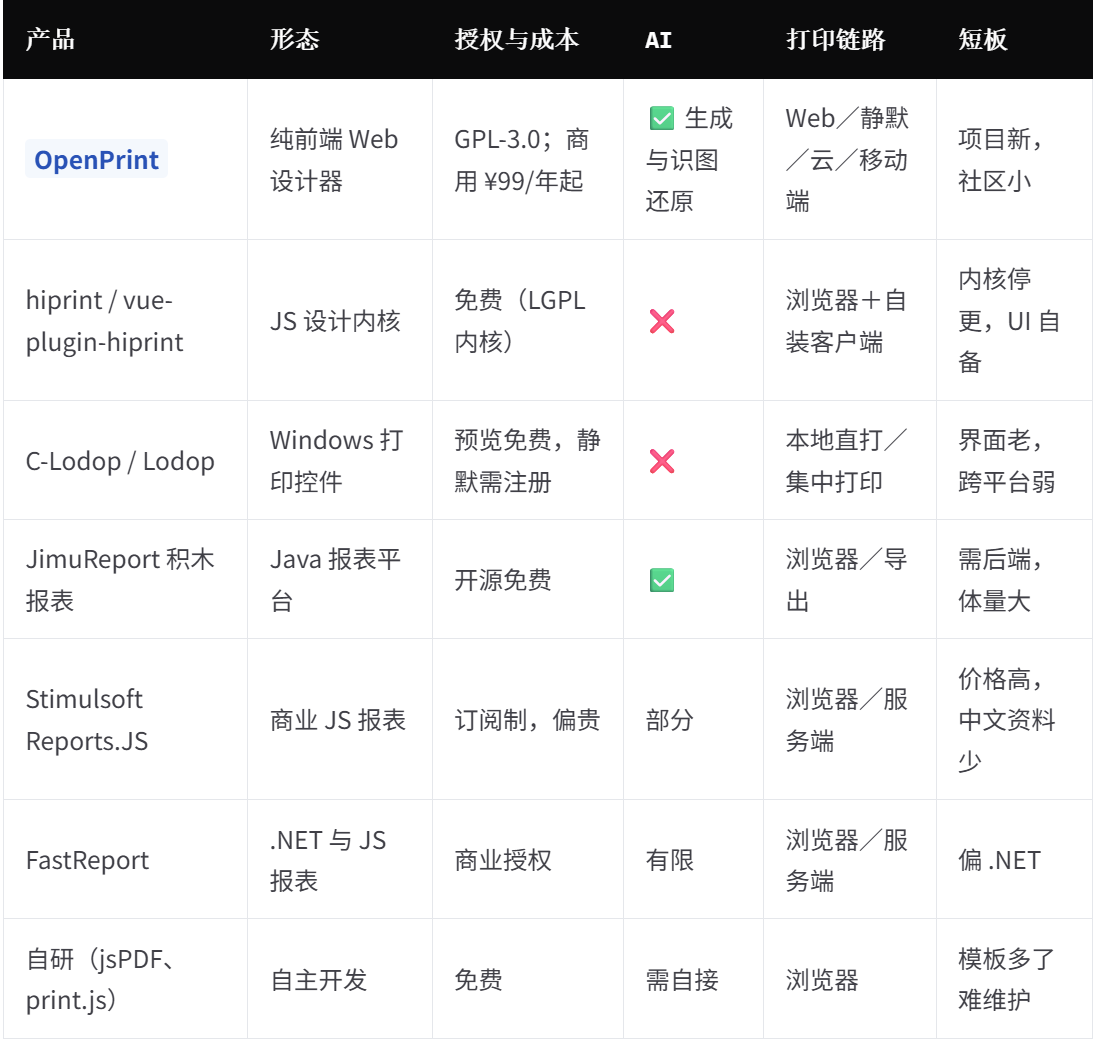 产品 形态 授权与成本 AI 打印链路 短板
OpenPrint
纯前端 Web
设计器
GPL-3.0；商
用 ¥99/年起
✅ 生成
与识图
还原
Web／静默
／云／移动
端
项目新，
社区小
hiprint / vue-
plugin-hiprint
JS 设计内核
免费（LGPL
内核）
❌
浏览器＋自
装客户端
内核停
更，UI 自
备
C-Lodop / Lodop
Windows 打
印控件
预览免费，静
默需注册
❌
本地直打／
集中打印
界面老，
跨平台弱
JimuReport 积木
报表
Java 报表平
台
开源免费
✅
浏览器／导
出
需后端，
体量大
Stimulsoft
Reports.JS
商业 JS 报表
订阅制，偏贵
部分
浏览器／服
务端
价格高，
中文资料
少
FastReport
.NET 与 JS
报表
商业授权
有限
浏览器／服
务端
偏 .NET
自研（jsPDF、
print.js）
自主开发
免费
需自接
浏览器
模板多了
难维护